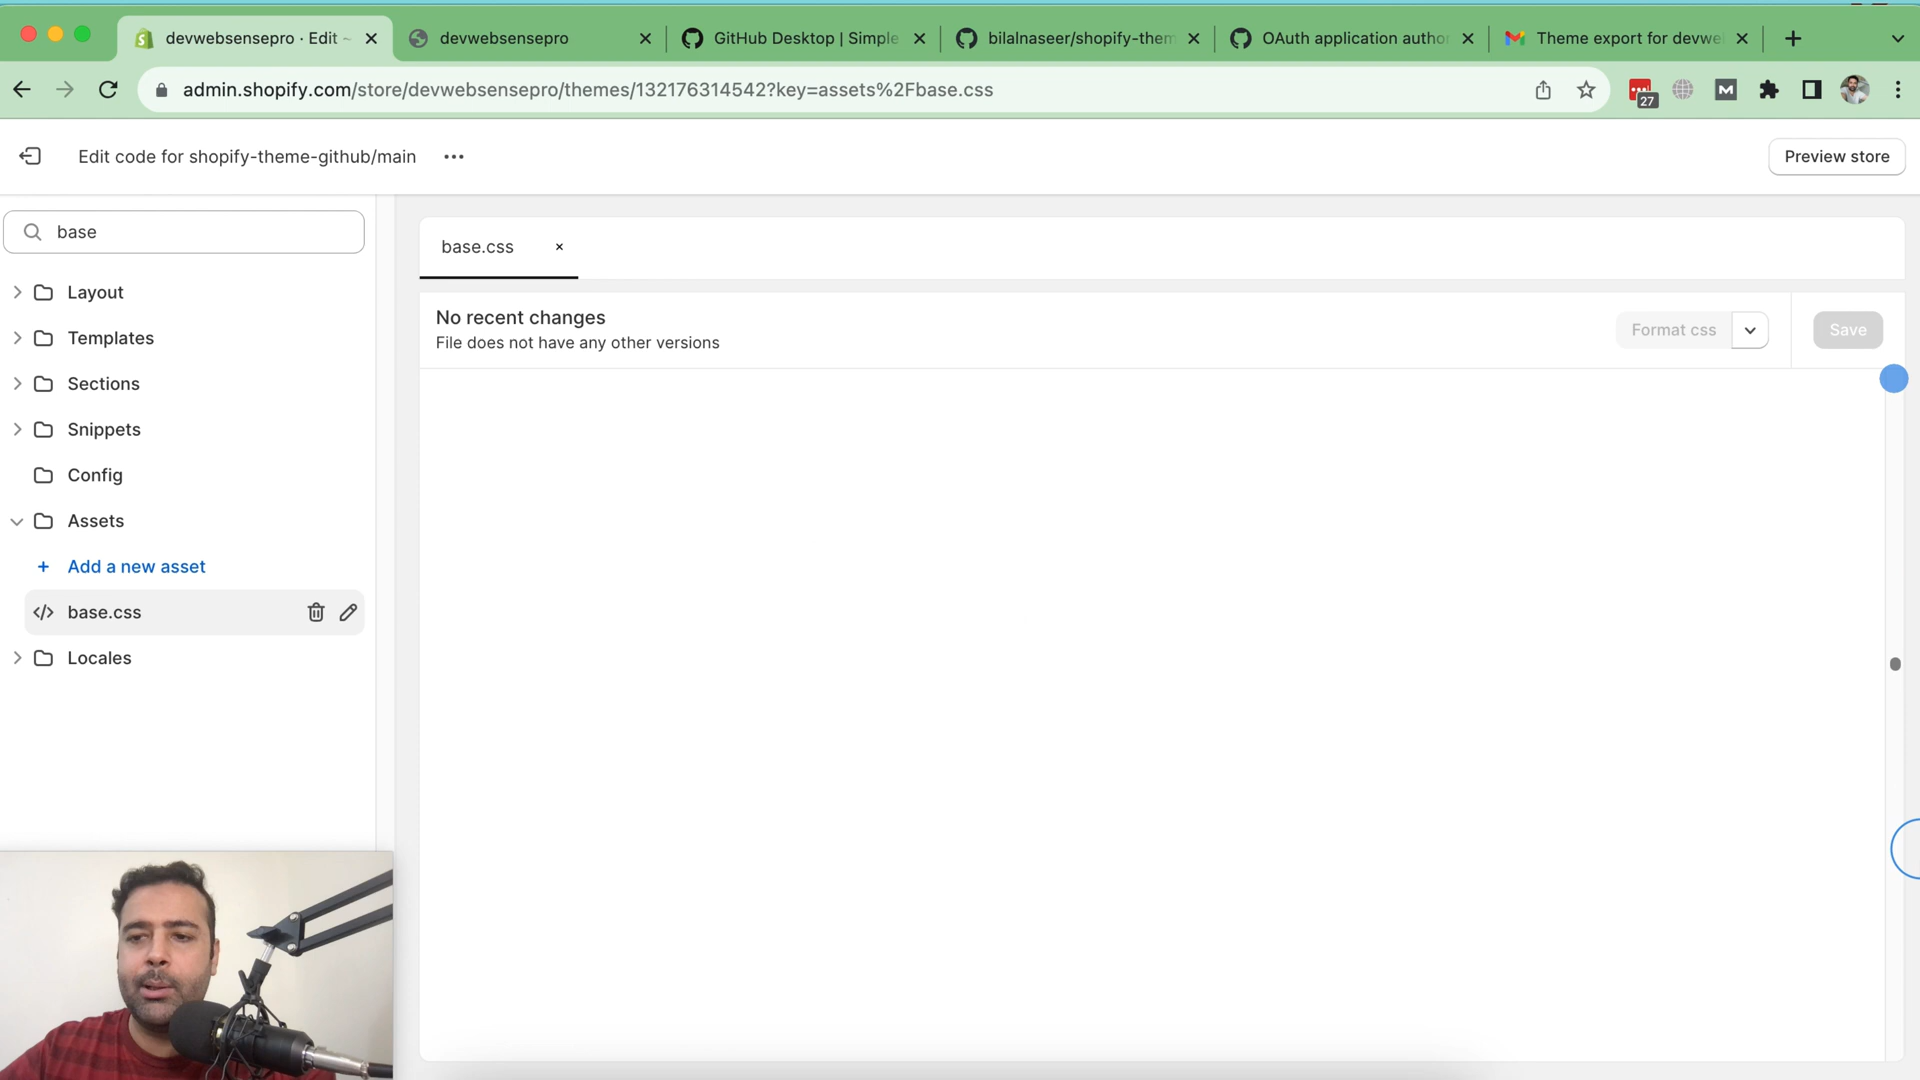 devwebsensepro · Edit ~
devwebsensepro
GitHub Desktop | Simple
bilalnaseer/shopify-them
OAuth application autho
Theme export for devwe
admin.shopify.com/store/devwebsensepro/themes/132176314542?key=assets%2Fbase.css
27
M
Edit code for shopify-theme-github/main
Preview store
base
Layout
Templates
Sections
Snippets
Config
Assets
+ Add a new asset
</> base.css
Locales
base.css
No recent changes
File does not have any other versions
Format css
Save